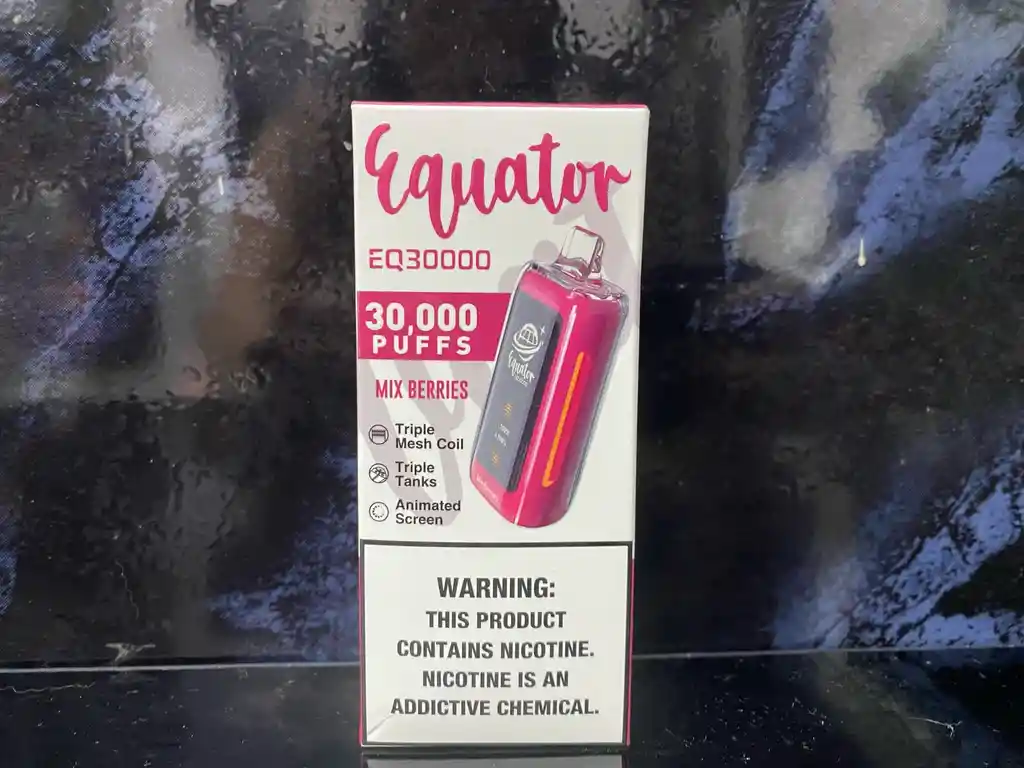 Equator
EQ30000
30,000
PUFFS
MIX BERRIES
Triple
Mesh Coil
Triple
Tanks
Animated
Screen
Equator
WARNING:
THIS PRODUCT
CONTAINS NICOTINE.
NICOTINE IS AN
ADDICTIVE CHEMICAL.